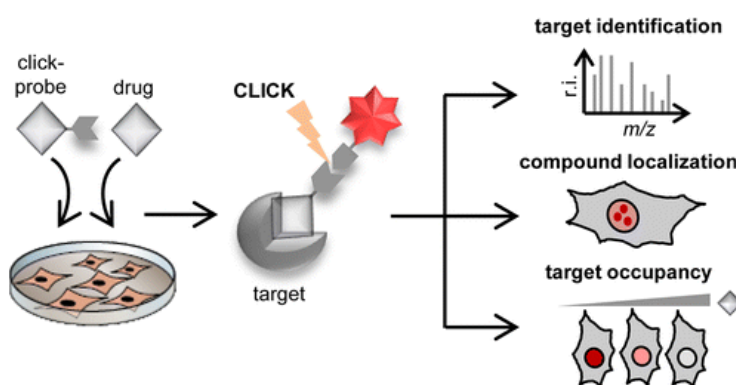 click-
probe
drug
CLICK
target
target identification
r.i.
m/z
compound localization
target occupancy